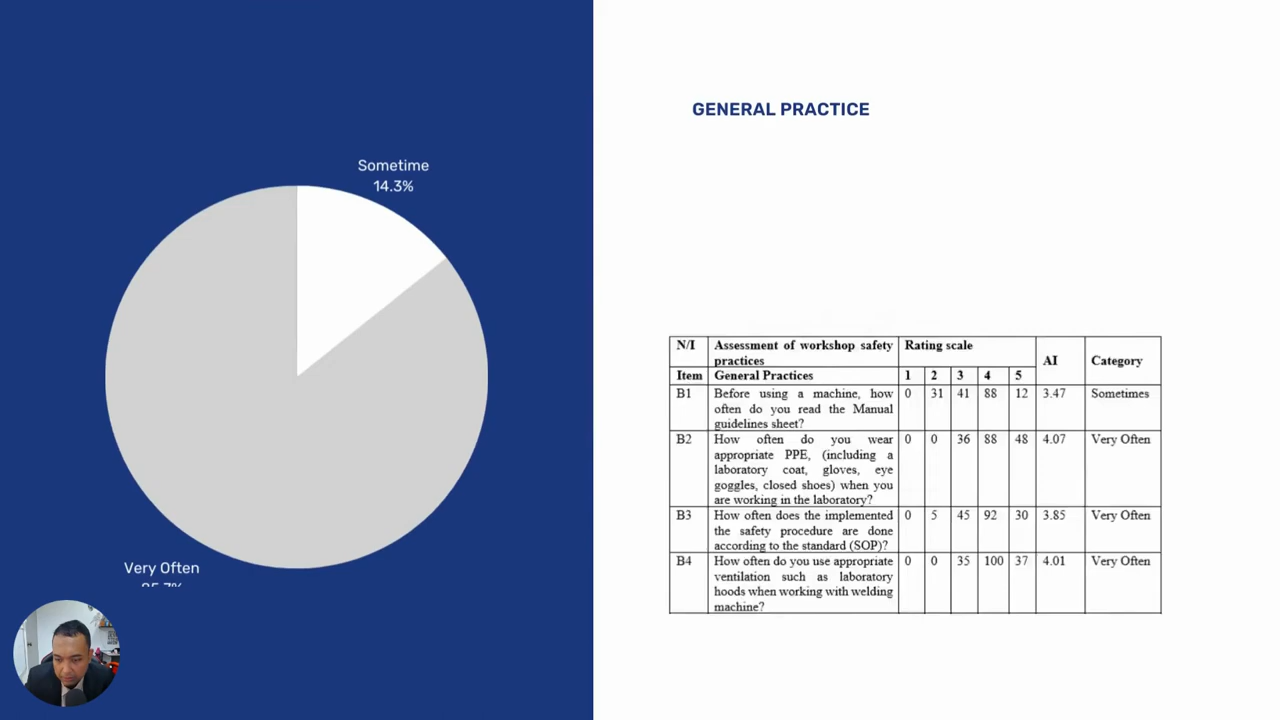 Sometime
14.3%
Very Often
GENERAL PRACTICE
N/I Assessment of workshop safety practices Rating scale AI Category
Item General Practices 1 2 3 4 5
B1 Before using a machine, how often do you read the Manual guidelines sheet? 0 31 41 88 12 3.47 Sometimes
B2 How often do you wear appropriate PPE, (including a laboratory coat, gloves, eye goggles, closed shoes) when you are working in the laboratory? 0 0 36 88 48 4.07 Very Often
B3 How often does the implemented the safety procedure are done according to the standard (SOP)? 0 5 45 92 30 3.85 Very Often
B4 How often do you use appropriate ventilation such as laboratory hoods when working with welding machine? 0 0 35 100 37 4.01 Very Often